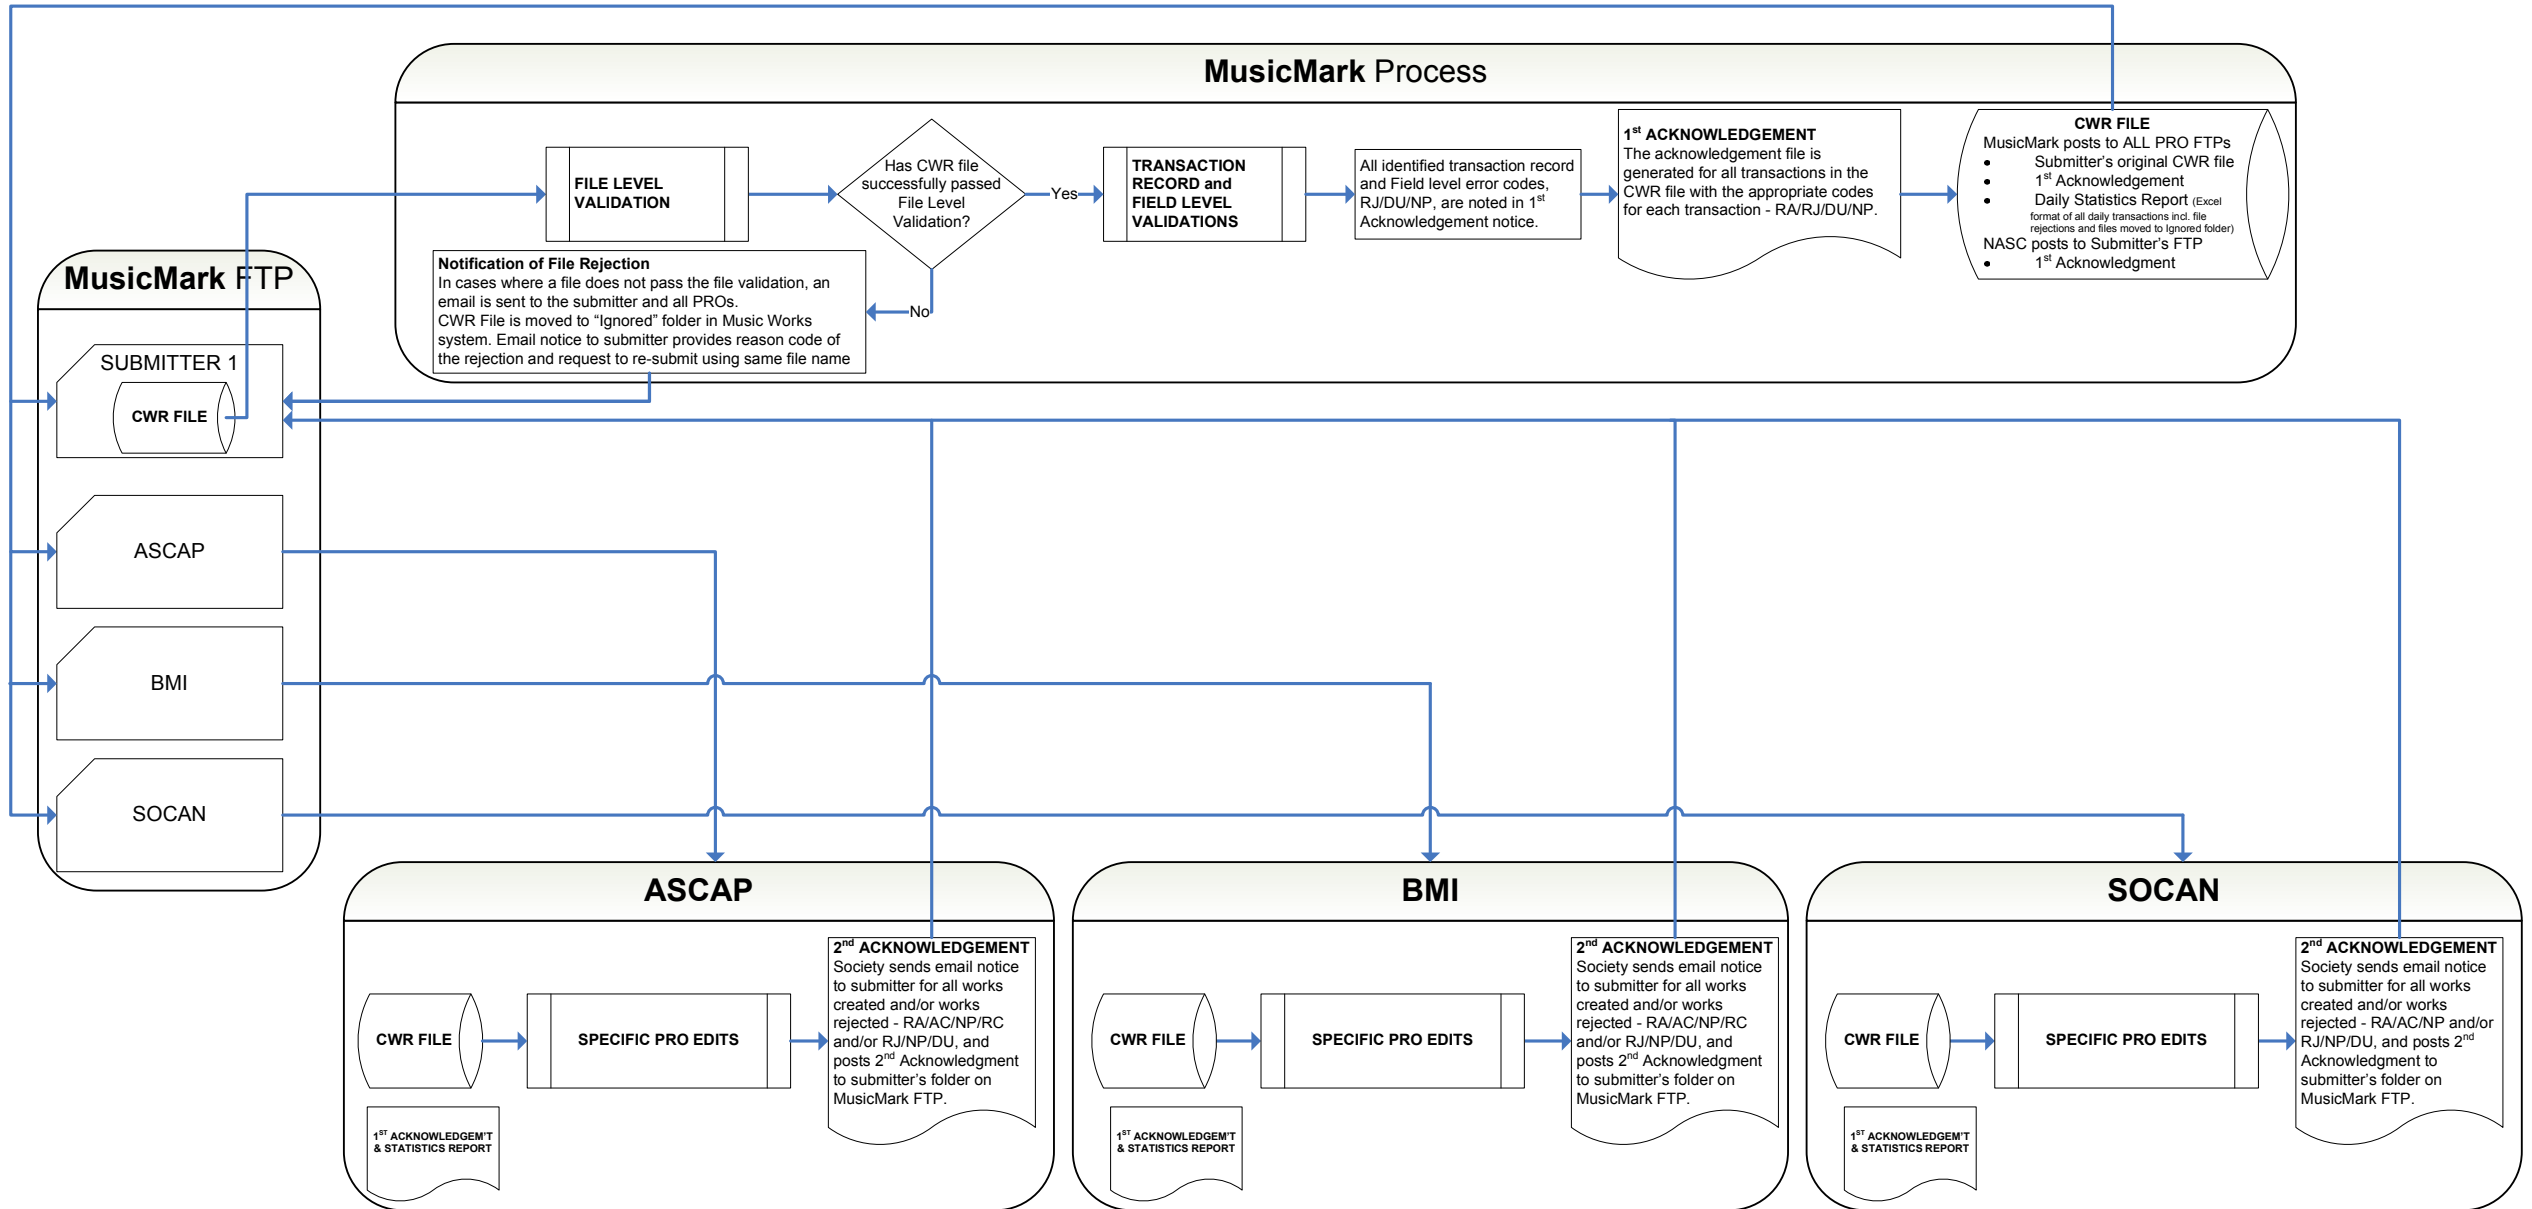 MusicMark Process
FILE LEVEL
VALIDATION
Has CWR file
successfully passed
File Level
Validation?
Yes
No
TRANSACTION
RECORD and
FIELD LEVEL
VALIDATIONS
All identified transaction record
and Field level error codes,
RJ/DU/NP, are noted in 1st
Acknowledgement notice.
1st ACKNOWLEDGEMENT
The acknowledgement file is
generated for all transactions in the
CWR file with the appropriate codes
for each transaction - RA/RJ/DU/NP.
CWR FILE
MusicMark posts to ALL PRO FTPs
• Submitter's original CWR file
• 1st Acknowledgement
• Daily Statistics Report (Excel
format of all daily transactions incl. file
rejections and files moved to Ignored folder)
NASC posts to Submitter's FTP
• 1st Acknowledgment
Notification of File Rejection
In cases where a file does not pass the file validation, an
email is sent to the submitter and all PROs.
CWR File is moved to “Ignored” folder in Music Works
system. Email notice to submitter provides reason code of
the rejection and request to re-submit using same file name
MusicMark FTP
SUBMITTER 1
CWR FILE
ASCAP
BMI
SOCAN
ASCAP
CWR FILE
SPECIFIC PRO EDITS
2nd ACKNOWLEDGEMENT
Society sends email notice
to submitter for all works
created and/or works
rejected - RA/AC/NP/RC
and/or RJ/NP/DU, and
posts 2nd Acknowledgment
to submitter's folder on
MusicMark FTP.
1ST ACKNOWLEDGEM'T
& STATISTICS REPORT
BMI
CWR FILE
SPECIFIC PRO EDITS
2nd ACKNOWLEDGEMENT
Society sends email notice
to submitter for all works
created and/or works
rejected - RA/AC/NP/RC
and/or RJ/NP/DU, and
posts 2nd Acknowledgment
to submitter's folder on
MusicMark FTP.
1ST ACKNOWLEDGEM'T
& STATISTICS REPORT
SOCAN
CWR FILE
SPECIFIC PRO EDITS
2nd ACKNOWLEDGEMENT
Society sends email notice
to submitter for all works
created and/or works
rejected - RA/AC/NP and/or
RJ/NP/DU, and posts 2nd
Acknowledgment to
submitter's folder on
MusicMark FTP.
1ST ACKNOWLEDGEM'T
& STATISTICS REPORT